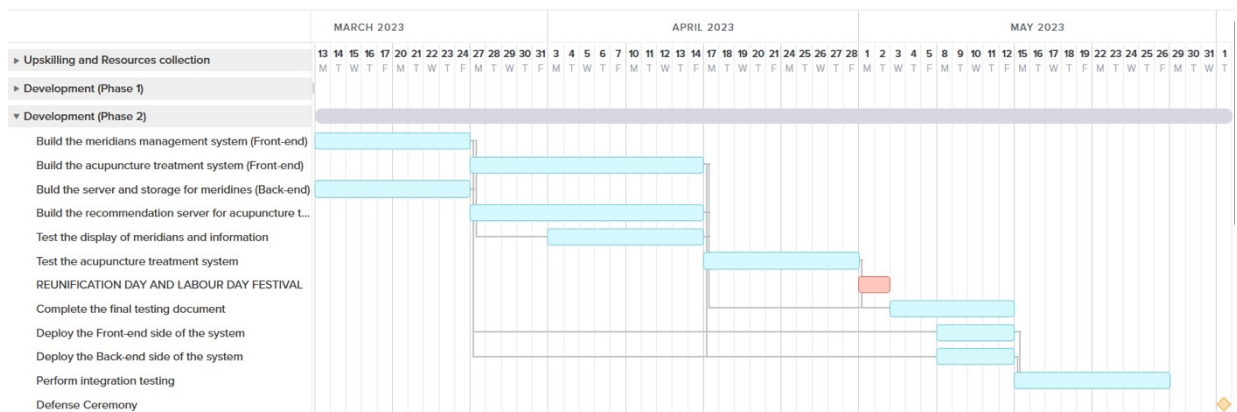 MARCH 2023 APRIL 2023 MAY 2023
13 14 15 16 17 20 21 22 23 24 27 28 29 30 31 3 4 5 6 7 10 11 12 13 14 17 18 19 20 21 24 25 26 27 28 1 2 3 4 5 8 9 10 11 12 15 16 17 18 19 22 23 24 25 26 29 30 31 1
M T W T F M T W T F M T W T F M T W T F M T W T F M T W T F M T W T F M T W T F M T W T F M T W T F M T W T F M T W T
Upskilling and Resources collection
Development (Phase 1)
Development (Phase 2)
Build the meridians management system (Front-end)
Build the acupuncture treatment system (Front-end)
Buld the server and storage for meridines (Back-end)
Build the recommendation server for acupuncture t...
Test the display of meridians and information
Test the acupuncture treatment system
REUNIFICATION DAY AND LABOUR DAY FESTIVAL
Complete the final testing document
Deploy the Front-end side of the system
Deploy the Back-end side of the system
Perform integration testing
Defense Ceremony